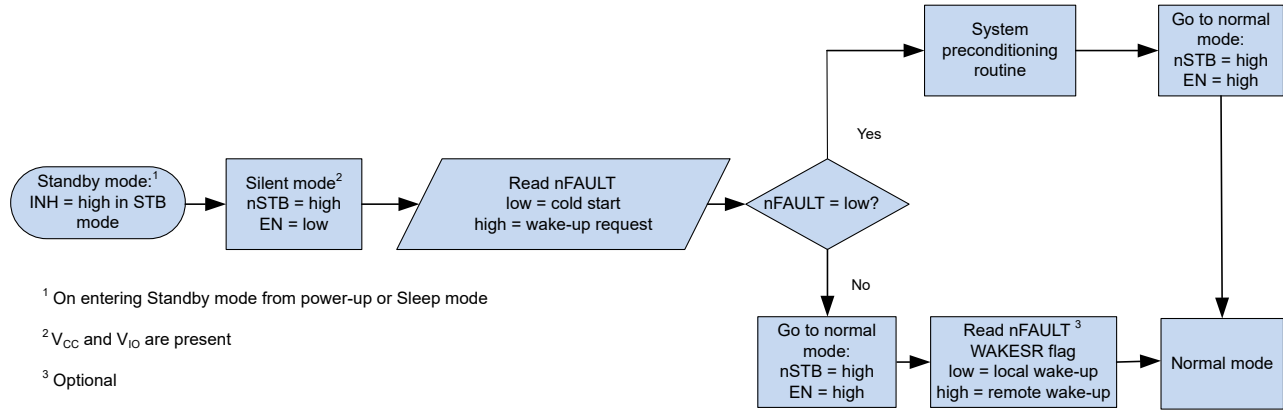 Standby mode:¹
INH = high in STB
mode
Silent mode²
nSTB = high
EN = low
Read nFAULT
low = cold start
high = wake-up request
nFAULT = low?
Yes
System
preconditioning
routine
Go to normal
mode:
nSTB = high
EN = high
No
Go to normal
mode:
nSTB = high
EN = high
Read nFAULT ³
WAKESR flag
low = local wake-up
high = remote wake-up
Normal mode
¹ On entering Standby mode from power-up or Sleep mode
² VCC and VIO are present
³ Optional